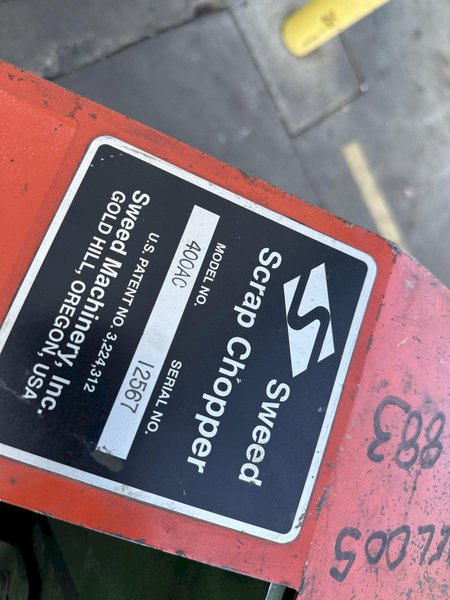 Sweed
Scrap Chopper
MODEL NO. SERIAL NO.
400AC 12567
U.S. PATENT NO. 3,224,312
Sweed Machinery, Inc.
GOLD HILL, OREGON, USA
883